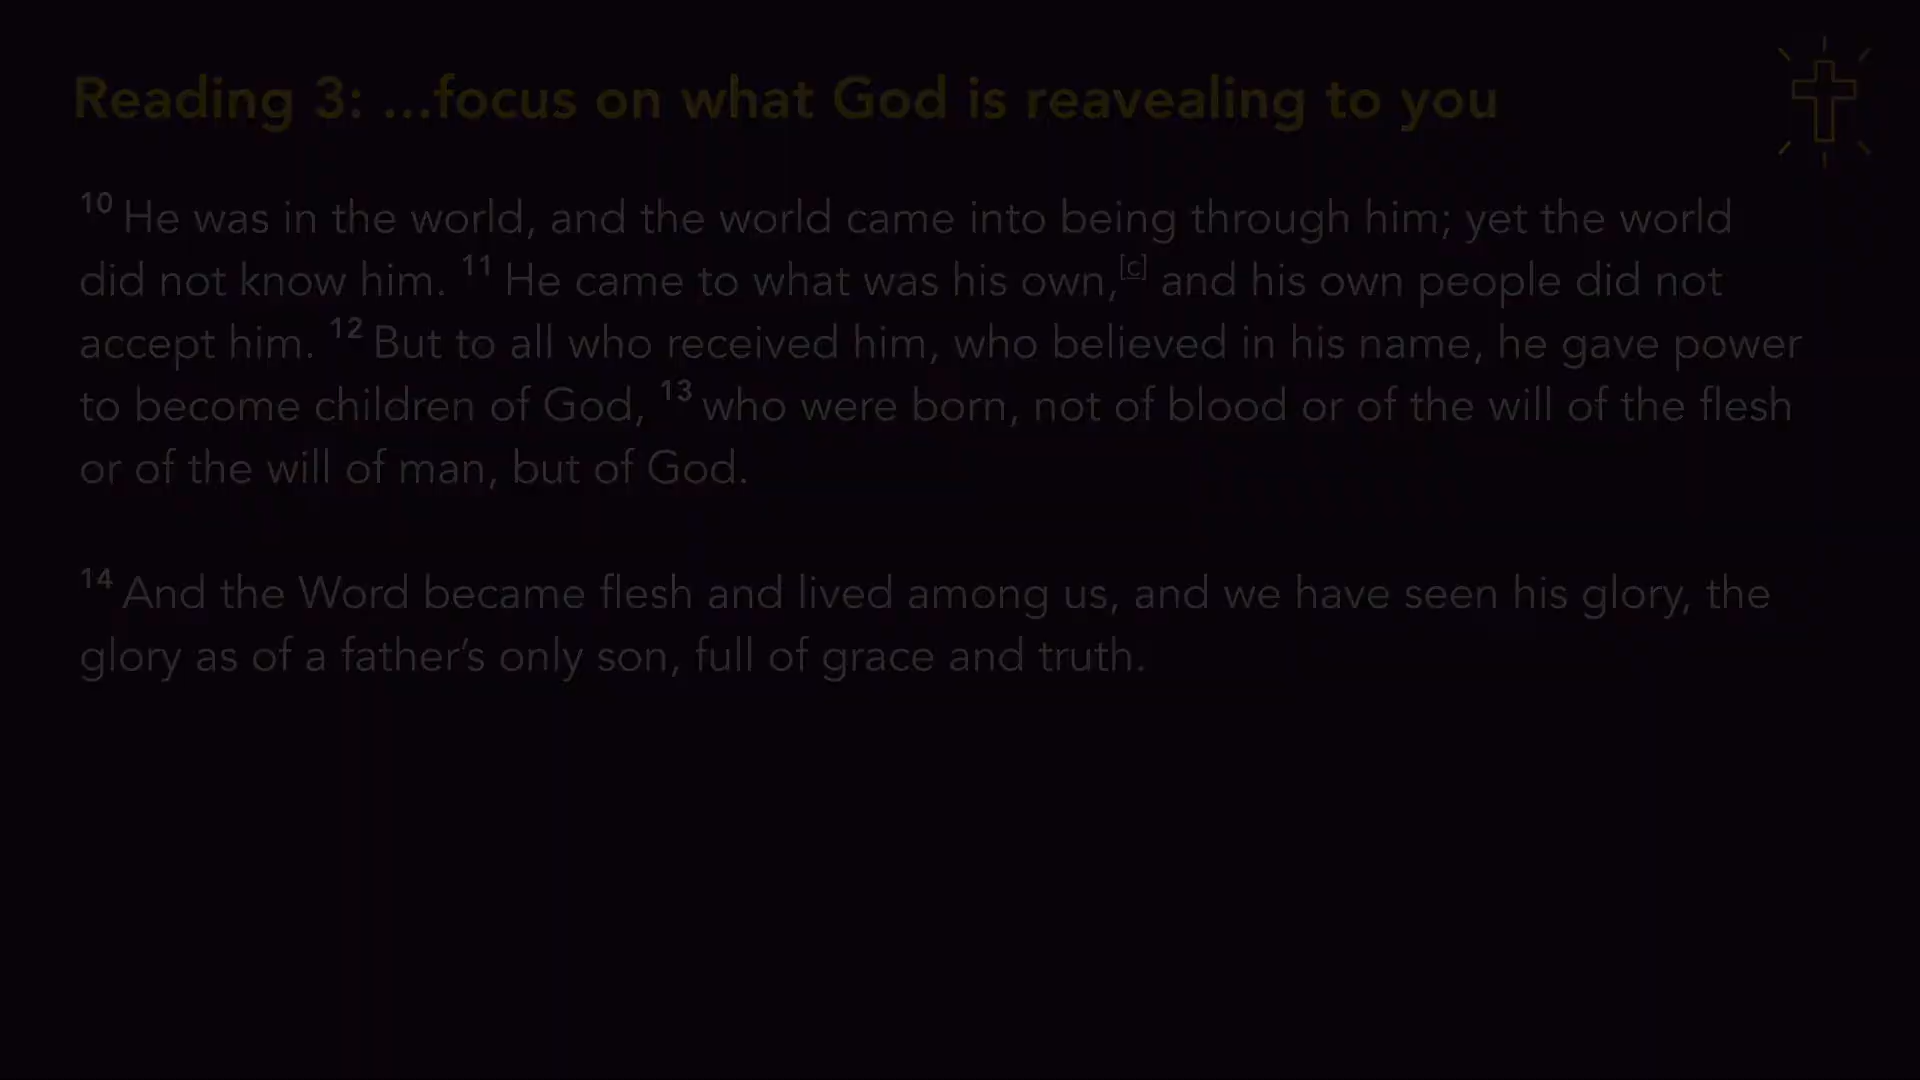 Reading 3: ...focus on what God is reavealing to you
10 He was in the world, and the world came into being through him; yet the world
did not know him. 11 He came to what was his own,[c] and his own people did not
accept him. 12 But to all who received him, who believed in his name, he gave power
to become children of God, 13 who were born, not of blood or of the will of the flesh
or of the will of man, but of God.
14 And the Word became flesh and lived among us, and we have seen his glory, the
glory as of a father’s only son, full of grace and truth.